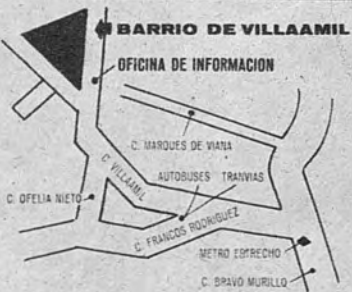 BARRIO DE VILLAAMIL
OFICINA DE INFORMACION
C. MARQUES DE VIANA
C. VILLAAMIL
AUTOBUSES TRANVIAS
C. OFELIA NIETO
C. FRANCOS RODRIGUEZ
METRO ESTRECHO
C. BRAVO MURILLO